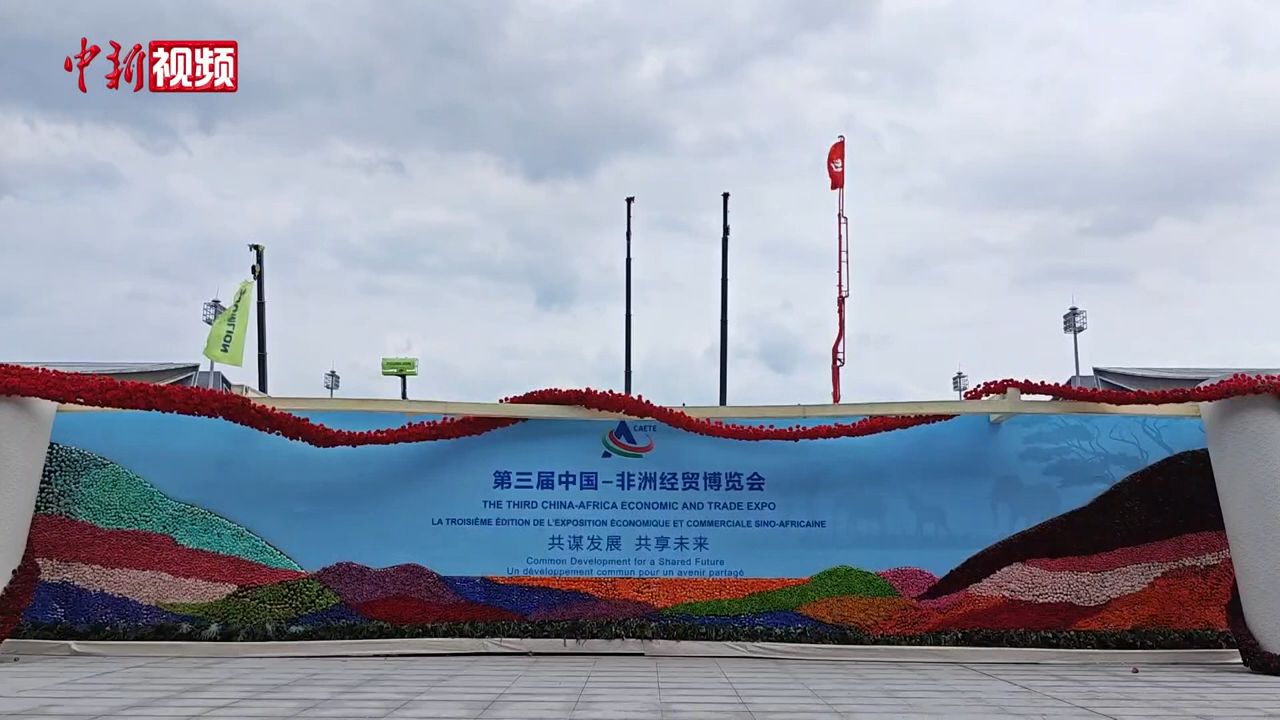 中新视频
ZOOMLION
CAETE
第三届中国-非洲经贸博览会
THE THIRD CHINA-AFRICA ECONOMIC AND TRADE EXPO
LA TROISIÈME ÉDITION DE L'EXPOSITION ÉCONOMIQUE ET COMMERCIALE SINO-AFRICAINE
共谋发展 共享未来
Common Development for a Shared Future
Un développement commun pour un avenir partagé